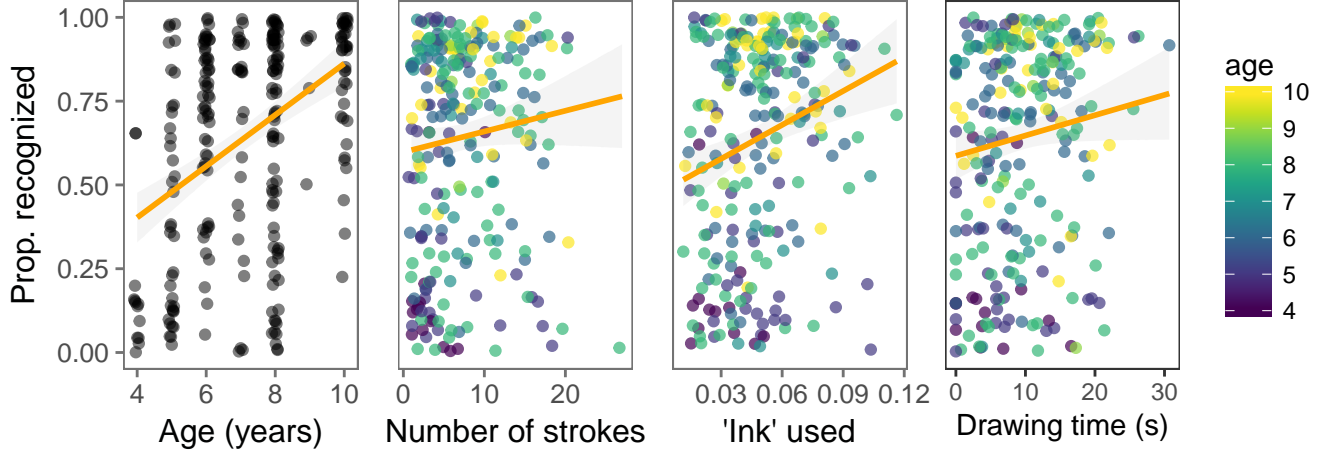 Prop. recognized
1.00
0.75
0.50
0.25
0.00
4 6 8 10
Age (years)
0 10 20
Number of strokes
0.03 0.06 0.09 0.12
'Ink' used
0 10 20 30
Drawing time (s)
age
10
9
8
7
6
5
4